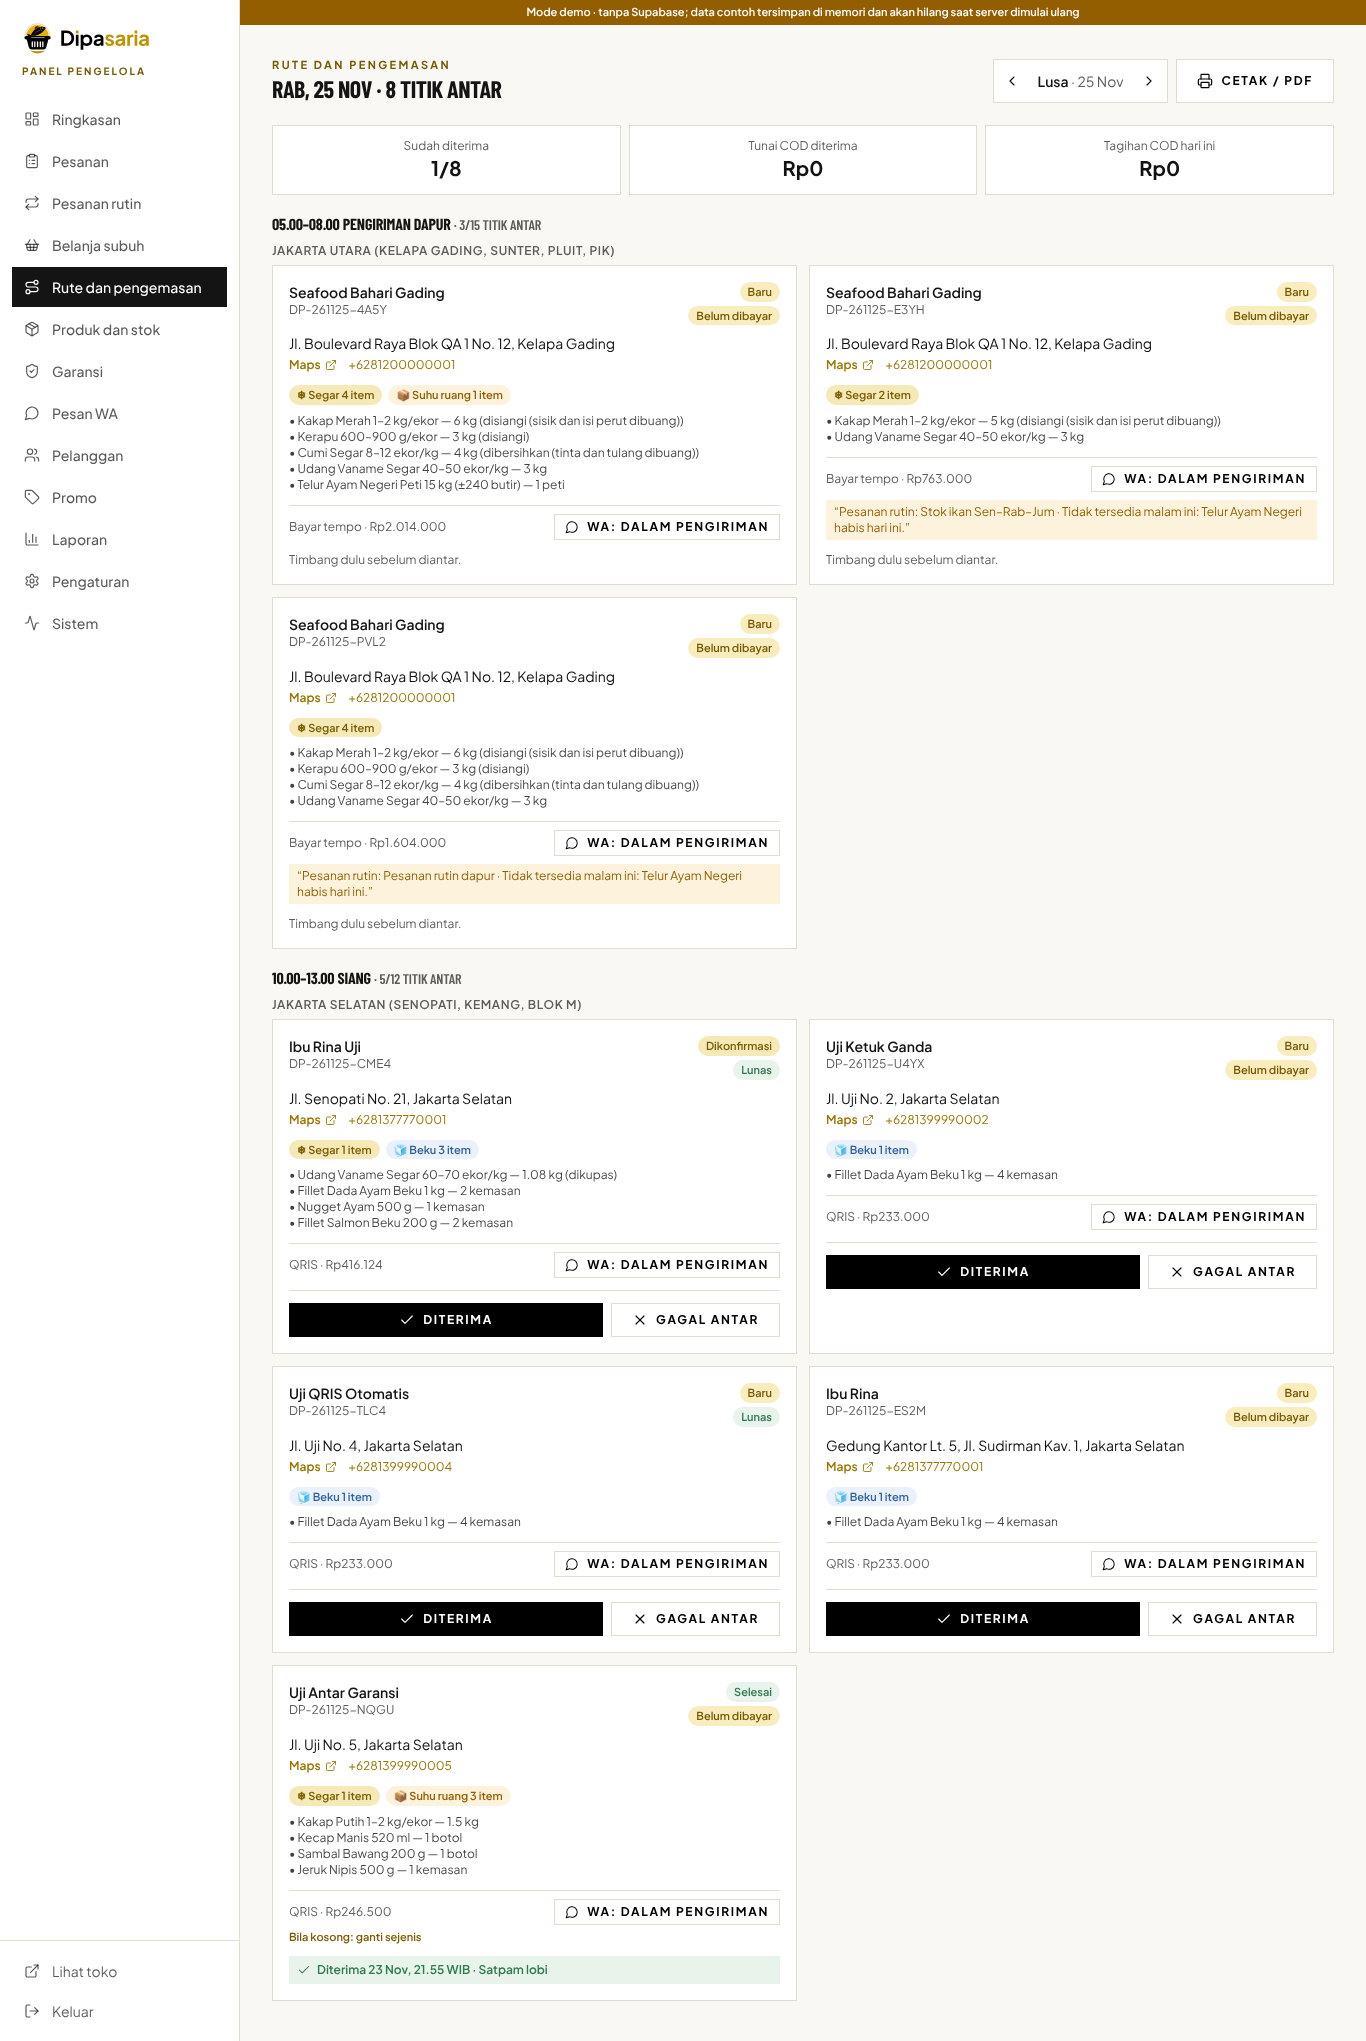 Mode demo · tanpa Supabase; data contoh tersimpan di memori dan akan hilang saat server dimulai ulang
Dipasaria
PANEL PENGELOLA
Ringkasan
Pesanan
Pesanan rutin
Belanja subuh
Rute dan pengemasan
Produk dan stok
Garansi
Pesan WA
Pelanggan
Promo
Laporan
Pengaturan
Sistem
Lihat toko
Keluar
RUTE DAN PENGEMASAN
RAB, 25 NOV · 8 TITIK ANTAR
Lusa · 25 Nov
CETAK / PDF
Sudah diterima
1/8
Tunai COD diterima
Rp0
Tagihan COD hari ini
Rp0
05.00–08.00 PENGIRIMAN DAPUR · 3/15 TITIK ANTAR
JAKARTA UTARA (KELAPA GADING, SUNTER, PLUIT, PIK)
Seafood Bahari Gading
Baru
DP-261125-4A5Y
Belum dibayar
Jl. Boulevard Raya Blok QA 1 No. 12, Kelapa Gading
Maps +6281200000001
❄ Segar 4 item 📦 Suhu ruang 1 item
• Kakap Merah 1–2 kg/ekor — 6 kg (disiangi (sisik dan isi perut dibuang))
• Kerapu 600–900 g/ekor — 3 kg (disiangi)
• Cumi Segar 8–12 ekor/kg — 4 kg (dibersihkan (tinta dan tulang dibuang))
• Udang Vaname Segar 40–50 ekor/kg — 3 kg
• Telur Ayam Negeri Peti 15 kg (±240 butir) — 1 peti
Bayar tempo · Rp2.014.000
WA: DALAM PENGIRIMAN
Timbang dulu sebelum diantar.
Seafood Bahari Gading
Baru
DP-261125-E3YH
Belum dibayar
Jl. Boulevard Raya Blok QA 1 No. 12, Kelapa Gading
Maps +6281200000001
❄ Segar 2 item
• Kakap Merah 1–2 kg/ekor — 5 kg (disiangi (sisik dan isi perut dibuang))
• Udang Vaname Segar 40–50 ekor/kg — 3 kg
Bayar tempo · Rp763.000
WA: DALAM PENGIRIMAN
"Pesanan rutin: Stok ikan Sen–Rab–Jum · Tidak tersedia malam ini: Telur Ayam Negeri
habis hari ini."
Timbang dulu sebelum diantar.
Seafood Bahari Gading
Baru
DP-261125-PVL2
Belum dibayar
Jl. Boulevard Raya Blok QA 1 No. 12, Kelapa Gading
Maps +6281200000001
❄ Segar 4 item
• Kakap Merah 1–2 kg/ekor — 6 kg (disiangi (sisik dan isi perut dibuang))
• Kerapu 600–900 g/ekor — 3 kg (disiangi)
• Cumi Segar 8–12 ekor/kg — 4 kg (dibersihkan (tinta dan tulang dibuang))
• Udang Vaname Segar 40–50 ekor/kg — 3 kg
Bayar tempo · Rp1.604.000
WA: DALAM PENGIRIMAN
"Pesanan rutin: Pesanan rutin dapur · Tidak tersedia malam ini: Telur Ayam Negeri
habis hari ini."
Timbang dulu sebelum diantar.
10.00–13.00 SIANG · 5/12 TITIK ANTAR
JAKARTA SELATAN (SENOPATI, KEMANG, BLOK M)
Ibu Rina Uji
Dikonfirmasi
DP-261125-CME4
Lunas
Jl. Senopati No. 21, Jakarta Selatan
Maps +6281377770001
❄ Segar 1 item 🧊 Beku 3 item
• Udang Vaname Segar 60–70 ekor/kg — 1.08 kg (dikupas)
• Fillet Dada Ayam Beku 1 kg — 2 kemasan
• Nugget Ayam 500 g — 1 kemasan
• Fillet Salmon Beku 200 g — 2 kemasan
QRIS · Rp416.124
WA: DALAM PENGIRIMAN
DITERIMA
GAGAL ANTAR
Uji Ketuk Ganda
Baru
DP-261125-U4YX
Belum dibayar
Jl. Uji No. 2, Jakarta Selatan
Maps +6281399990002
🧊 Beku 1 item
• Fillet Dada Ayam Beku 1 kg — 4 kemasan
QRIS · Rp233.000
WA: DALAM PENGIRIMAN
DITERIMA
GAGAL ANTAR
Uji QRIS Otomatis
Baru
DP-261125-TLC4
Lunas
Jl. Uji No. 4, Jakarta Selatan
Maps +6281399990004
🧊 Beku 1 item
• Fillet Dada Ayam Beku 1 kg — 4 kemasan
QRIS · Rp233.000
WA: DALAM PENGIRIMAN
DITERIMA
GAGAL ANTAR
Ibu Rina
Baru
DP-261125-ES2M
Belum dibayar
Gedung Kantor Lt. 5, Jl. Sudirman Kav. 1, Jakarta Selatan
Maps +6281377770001
🧊 Beku 1 item
• Fillet Dada Ayam Beku 1 kg — 4 kemasan
QRIS · Rp233.000
WA: DALAM PENGIRIMAN
DITERIMA
GAGAL ANTAR
Uji Antar Garansi
Selesai
DP-261125-NQGU
Belum dibayar
Jl. Uji No. 5, Jakarta Selatan
Maps +6281399990005
❄ Segar 1 item 📦 Suhu ruang 3 item
• Kakap Putih 1–2 kg/ekor — 1.5 kg
• Kecap Manis 520 ml — 1 botol
• Sambal Bawang 200 g — 1 botol
• Jeruk Nipis 500 g — 1 kemasan
QRIS · Rp246.500
WA: DALAM PENGIRIMAN
Bila kosong: ganti sejenis
Diterima 23 Nov, 21.55 WIB · Satpam lobi